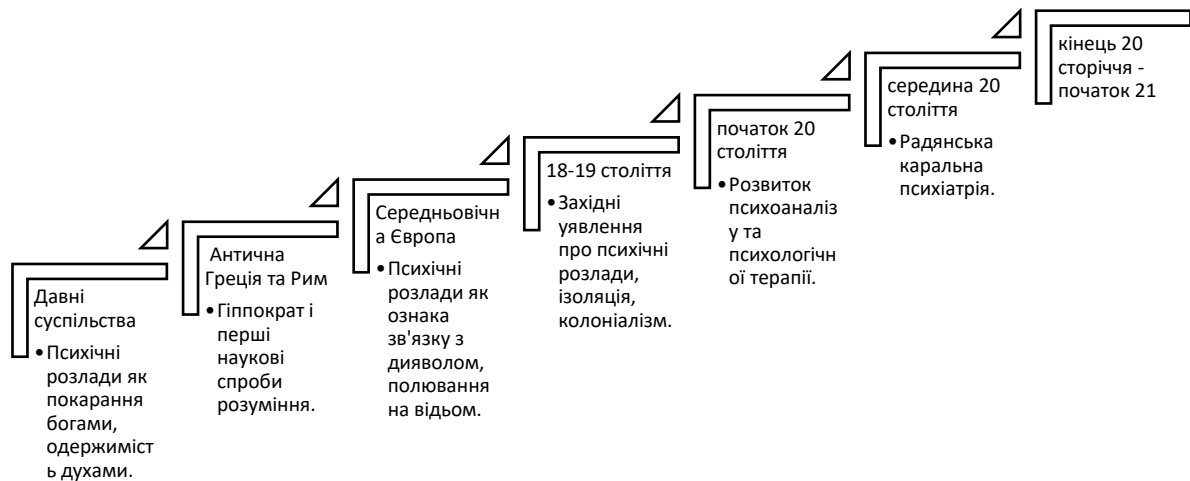 Давні
суспільства
•Психічні
розлади як
покарання
богами,
одержиміст
ь духами.
Антична
Греція та Рим
•Гіппократ і
перші
наукові
спроби
розуміння.
Середньовічн
а Європа
•Психічні
розлади як
ознака
зв'язку з
дияволом,
полювання
на відьом.
18-19 століття
•Західні
уявлення
про психічні
розлади,
ізоляція,
колоніалізм.
початок 20
століття
•Розвиток
психоаналіз
у та
психологічн
ої терапії.
середина 20
століття
•Радянська
каральна
психіатрія.
кінець 20
сторіччя -
початок 21